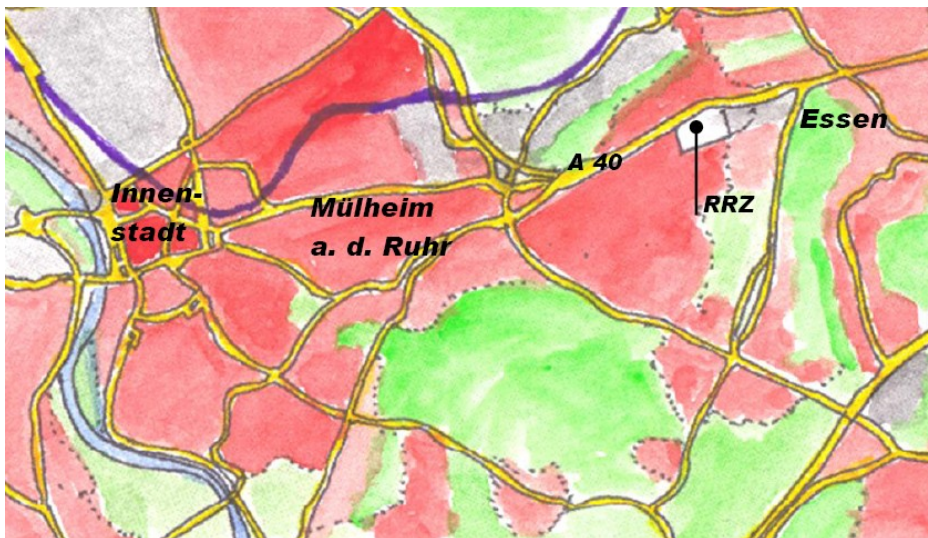 Essen
A 40
Innen-
stadt
Mülheim
a. d. Ruhr
RRZ